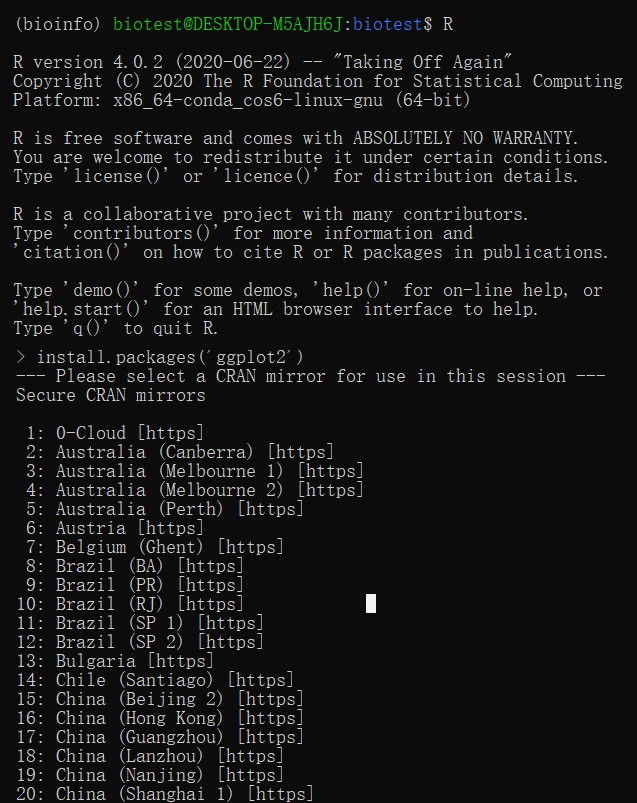 (bioinfo) biotest@DESKTOP-M5AJH6J:biotest$ R
R version 4.0.2 (2020-06-22) -- "Taking Off Again"
Copyright (C) 2020 The R Foundation for Statistical Computing
Platform: x86_64-conda_cos6-linux-gnu (64-bit)
R is free software and comes with ABSOLUTELY NO WARRANTY.
You are welcome to redistribute it under certain conditions.
Type 'license()' or 'licence()' for distribution details.
R is a collaborative project with many contributors.
Type 'contributors()' for more information and
'citation()' on how to cite R or R packages in publications.
Type 'demo()' for some demos, 'help()' for on-line help, or
'help.start()' for an HTML browser interface to help.
Type 'q()' to quit R.
> install.packages('ggplot2')
--- Please select a CRAN mirror for use in this session ---
Secure CRAN mirrors
1: 0-Cloud [https]
2: Australia (Canberra) [https]
3: Australia (Melbourne 1) [https]
4: Australia (Melbourne 2) [https]
5: Australia (Perth) [https]
6: Austria [https]
7: Belgium (Ghent) [https]
8: Brazil (BA) [https]
9: Brazil (PR) [https]
10: Brazil (RJ) [https]
11: Brazil (SP 1) [https]
12: Brazil (SP 2) [https]
13: Bulgaria [https]
14: Chile (Santiago) [https]
15: China (Beijing 2) [https]
16: China (Hong Kong) [https]
17: China (Guangzhou) [https]
18: China (Lanzhou) [https]
19: China (Nanjing) [https]
20: China (Shanghai 1) [https]